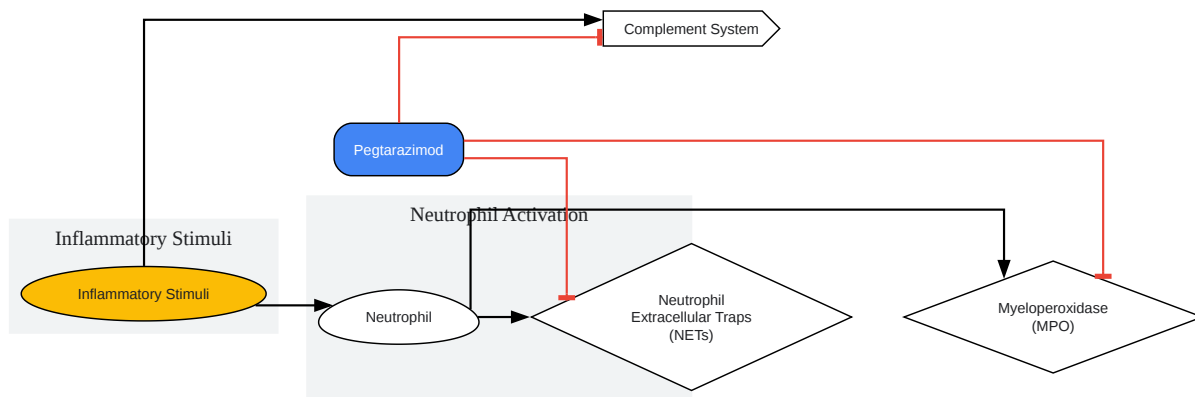 Complement System
Pegtarazimod
Neutrophil Activation
Inflammatory Stimuli
Inflammatory Stimuli
Neutrophil
Neutrophil
Extracellular Traps
(NETs)
Myeloperoxidase
(MPO)